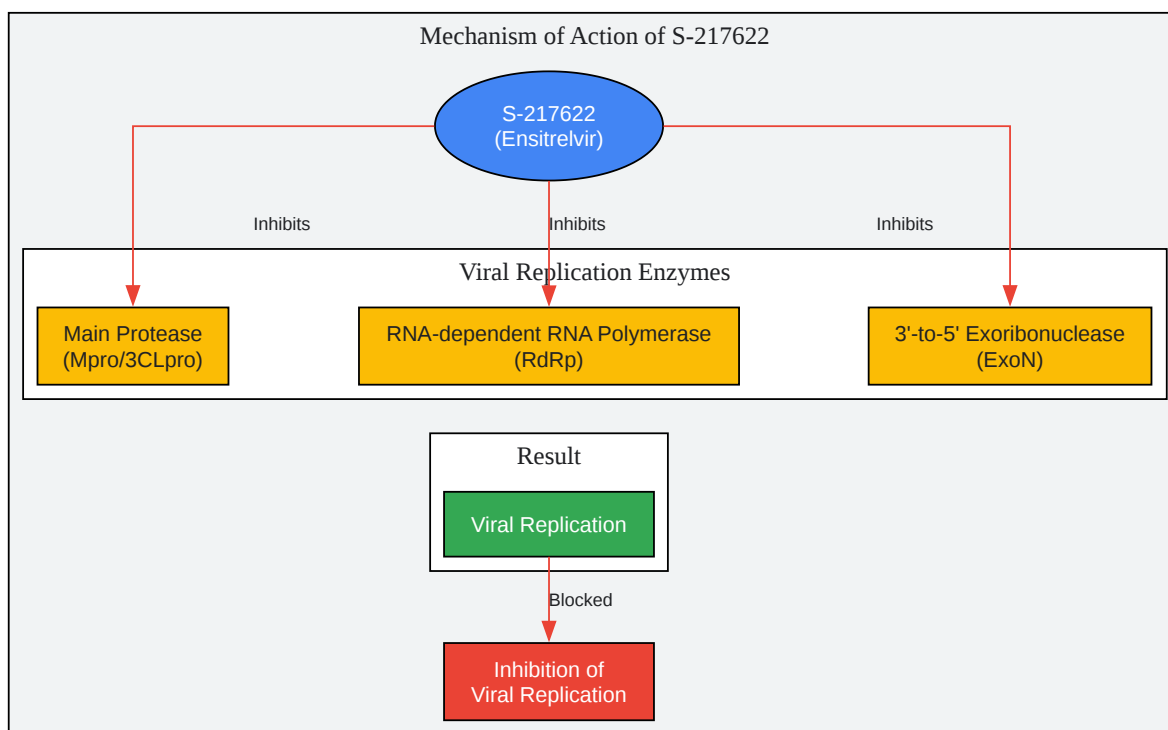 Mechanism of Action of S-217622
S-217622
(Ensitrelvir)
Inhibits
Inhibits
Inhibits
Viral Replication Enzymes
Main Protease
(Mpro/3CLpro)
RNA-dependent RNA Polymerase
(RdRp)
3'-to-5' Exoribonuclease
(ExoN)
Result
Viral Replication
Blocked
Inhibition of
Viral Replication